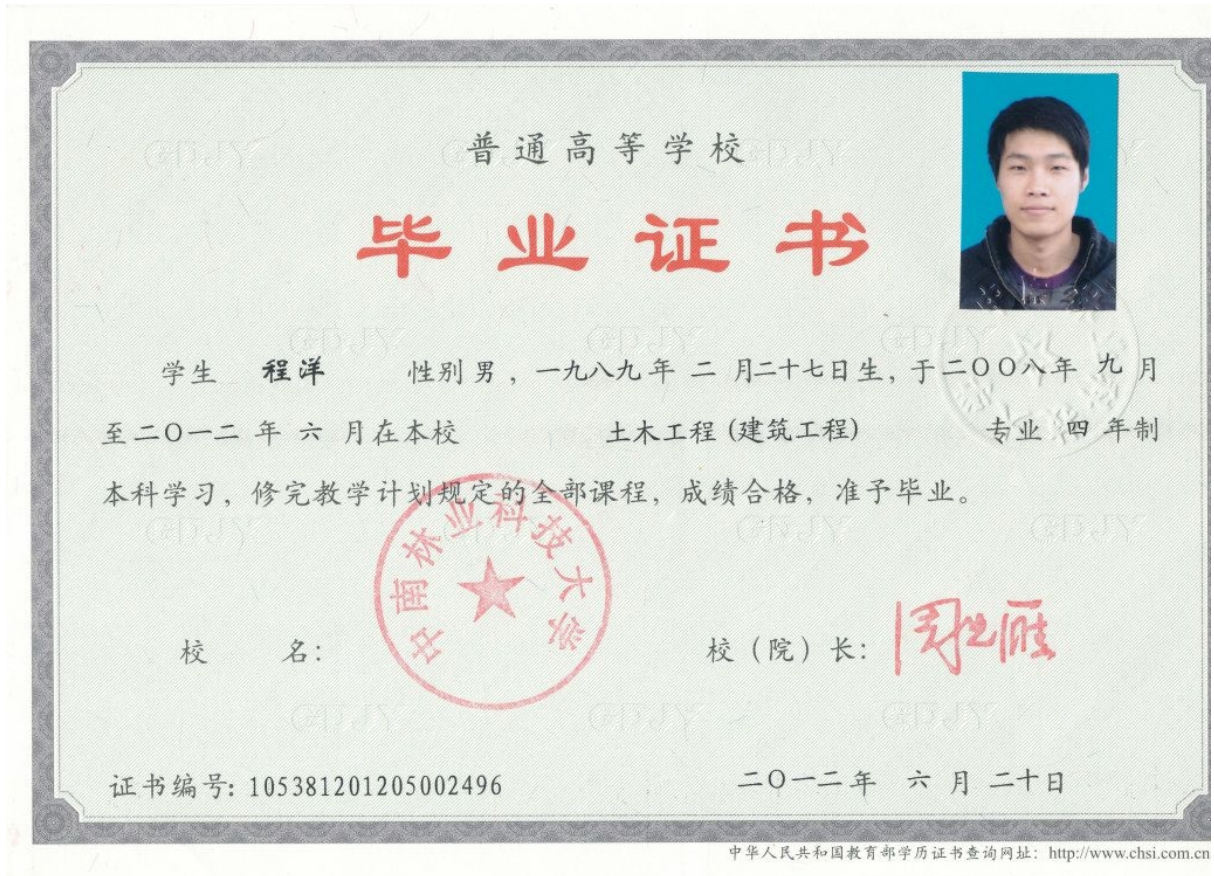 普通高等学校
毕业证书
学生 程洋 性别 男，一九八九年 二 月二十七日生，于二〇〇八年 九 月
至二〇一二 年 六 月在本校 土木工程(建筑工程) 专业 四 年制
本科学习，修完教学计划规定的全部课程，成绩合格，准予毕业。
中南林业科技大学
校 名：
校（院）长：
证书编号: 105381201205002496
二〇一二年 六 月 二十日
中华人民共和国教育部学历证书查询网址：http://www.chsi.com.cn